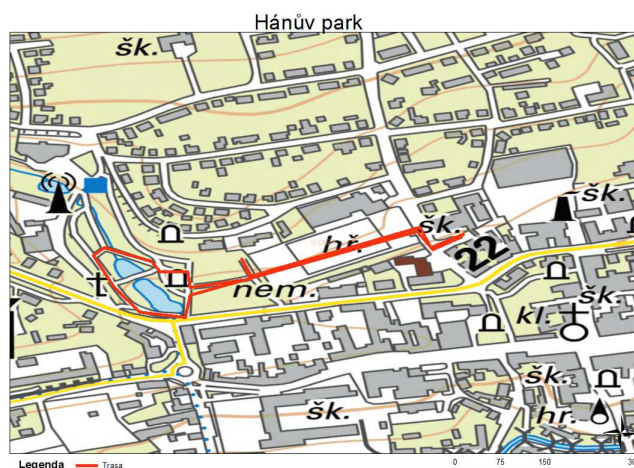 Hánův park
šk.
šk.
šk.
hř.
22
nem.
kl.
šk.
šk.
šk.
hř.
Legenda Trasa 0 75 150